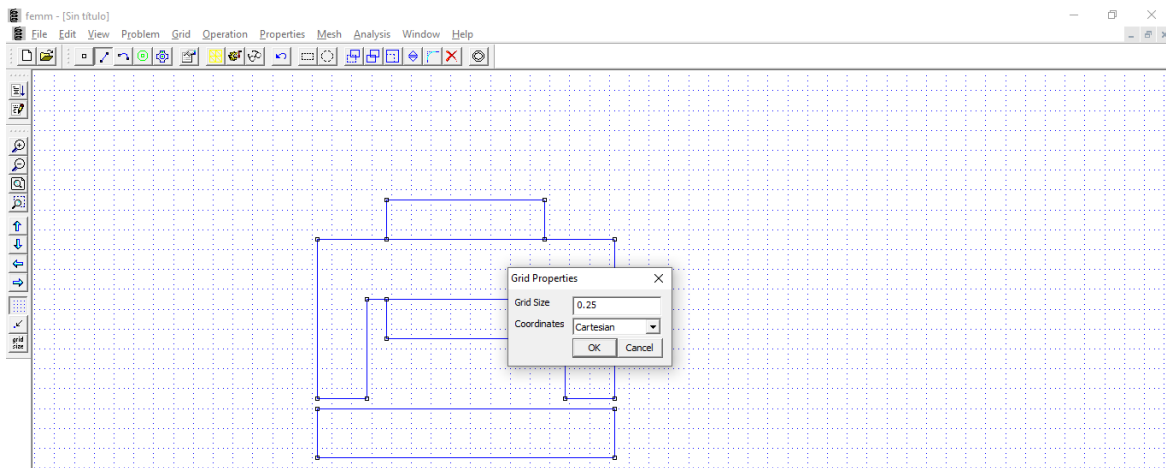 femm - [Sin título]
File Edit View Problem Grid Operation Properties Mesh Analysis Window Help
Grid Properties
Grid Size 0.25
Coordinates Cartesian
OK Cancel
grid
size